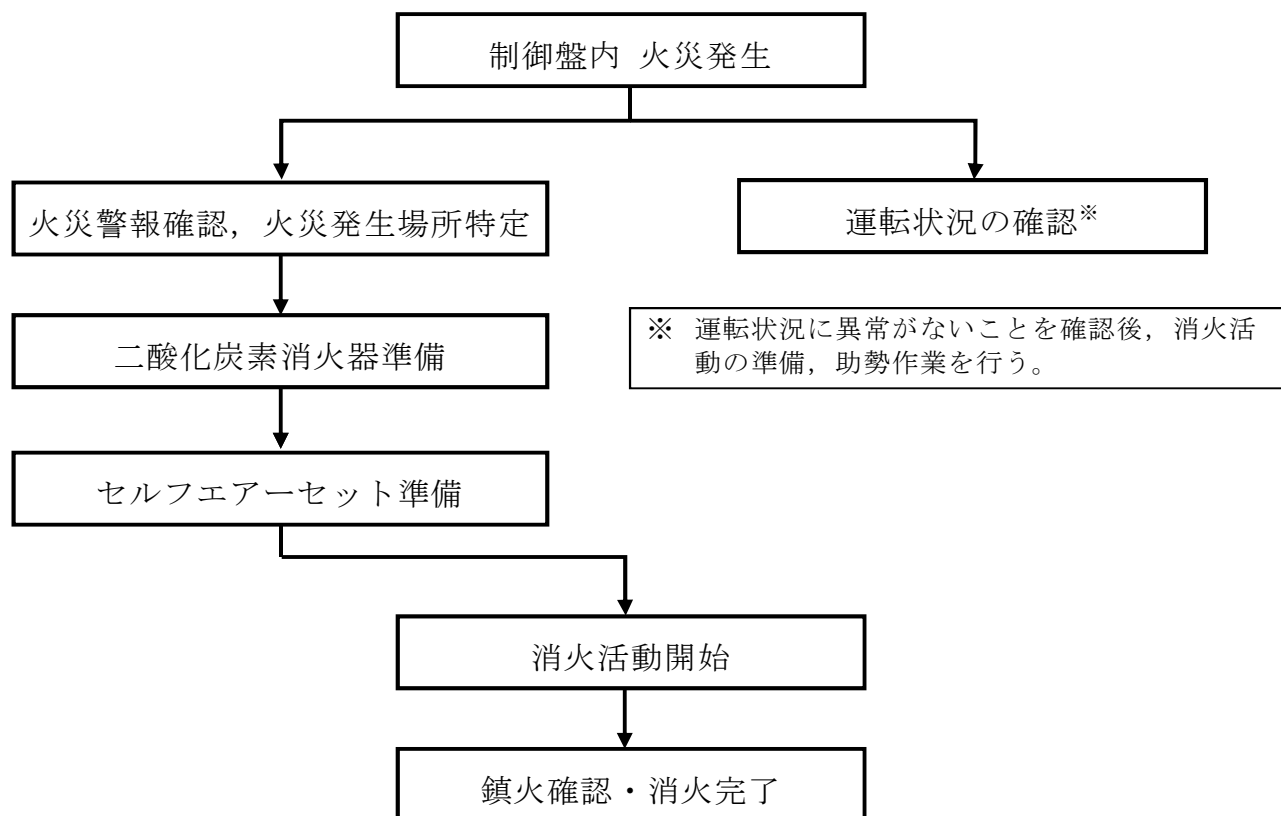 制御盤内 火災発生
火災警報確認，火災発生場所特定
運転状況の確認※
二酸化炭素消火器準備
※ 運転状況に異常がないことを確認後，消火活
動の準備，助勢作業を行う。
セルフエアーセット準備
消火活動開始
鎮火確認・消火完了